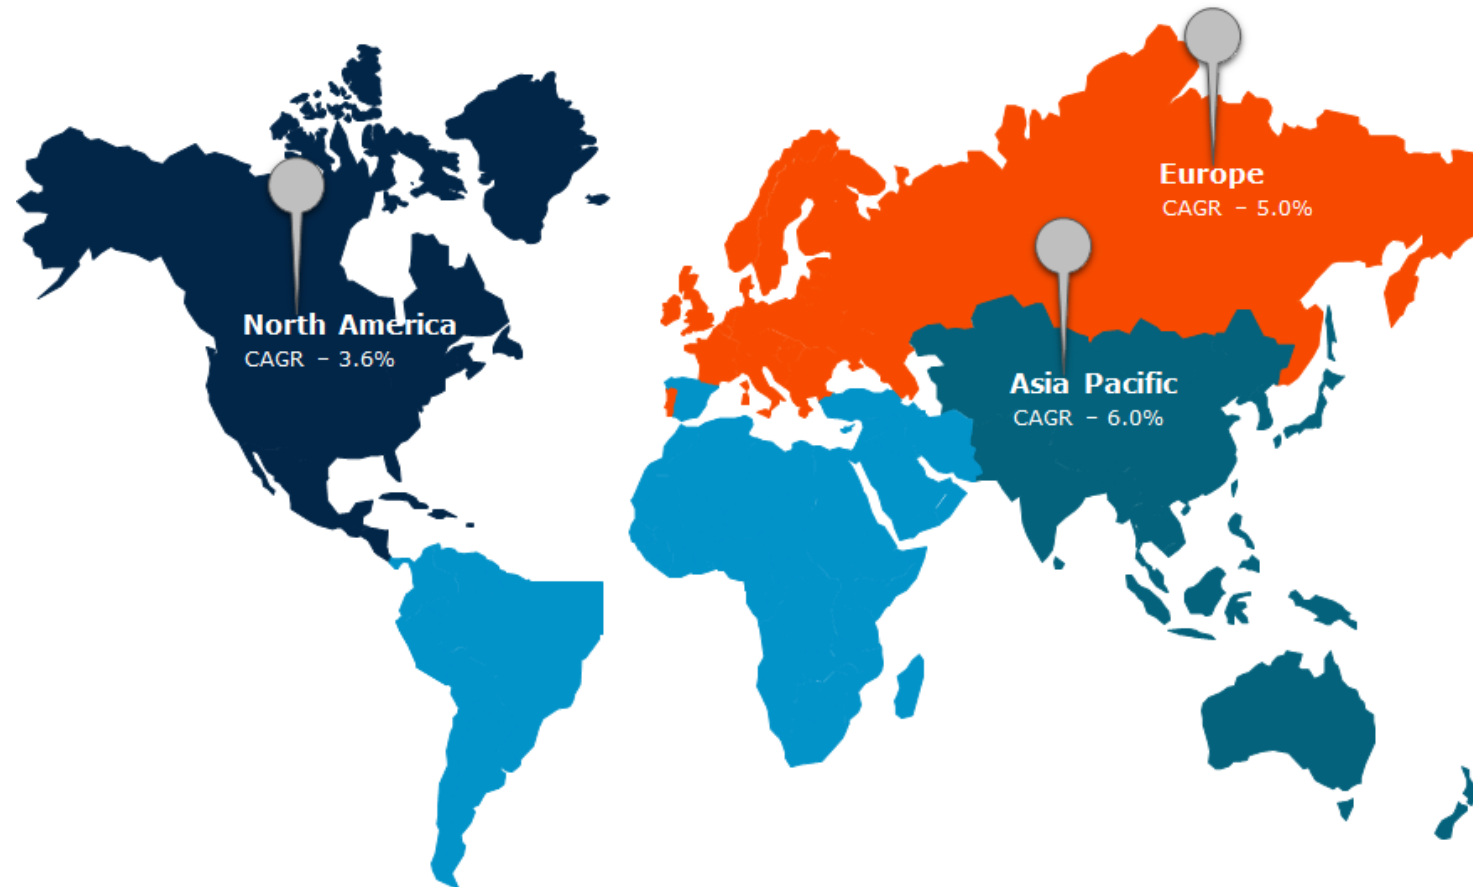 Europe
CAGR – 5.0%
North America
CAGR – 3.6%
Asia Pacific
CAGR – 6.0%